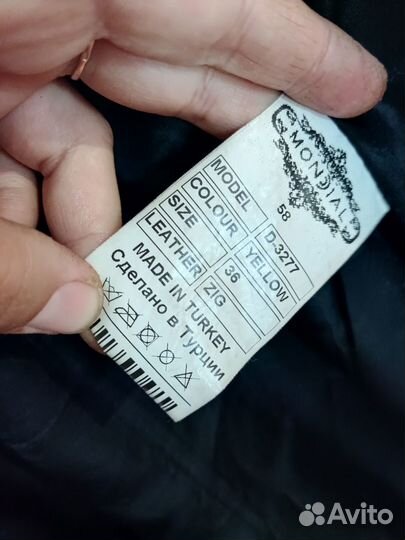 MONDIAL
58
MODEL D-3277
COLOUR YELLOW
SIZE 36
LEATHER ZIG
MADE IN TURKEY
Сделано в Турции
Avito